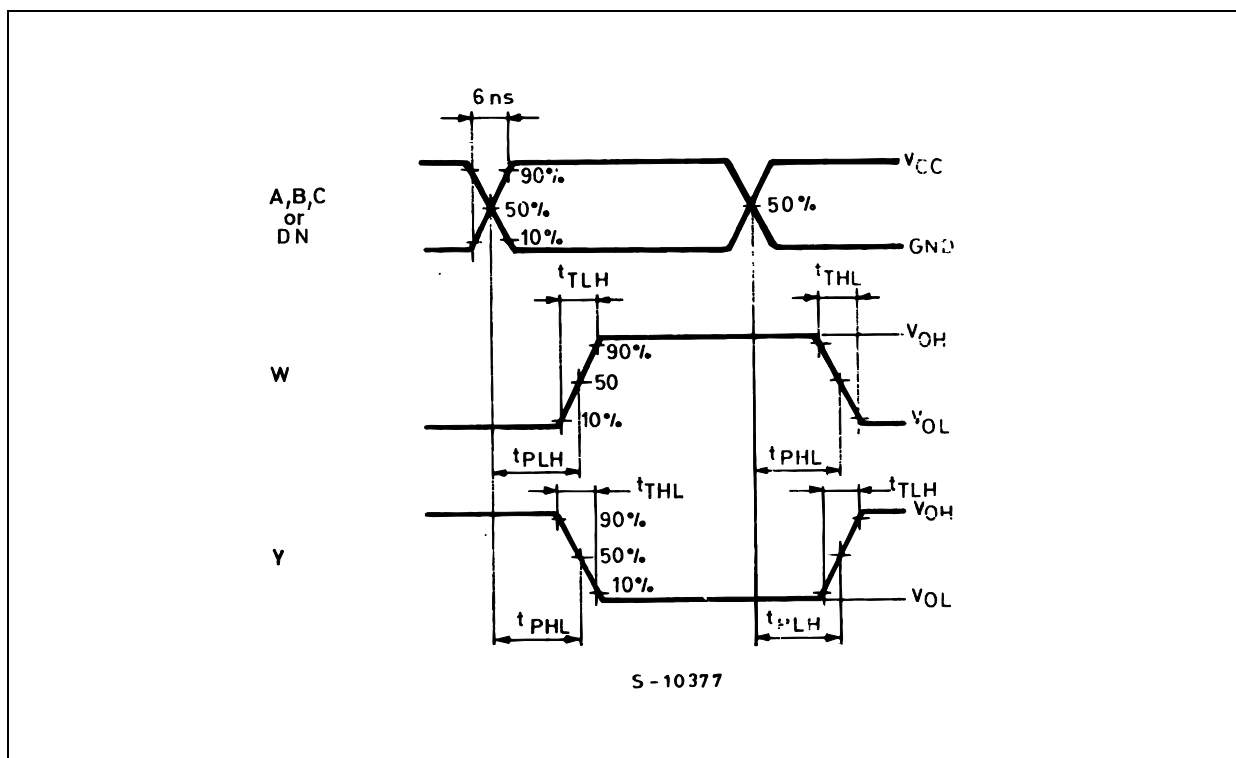 6 ns
VCC
90%
A,B,C
or
DN
50%
50%
10%
GND
tTLH
tTHL
VOH
90%
W
50
10%
VOL
tPLH
tPHL
tTHL
tTLH
VOH
90%
Y
50%
10%
VOL
tPHL
tPLH
S-10377